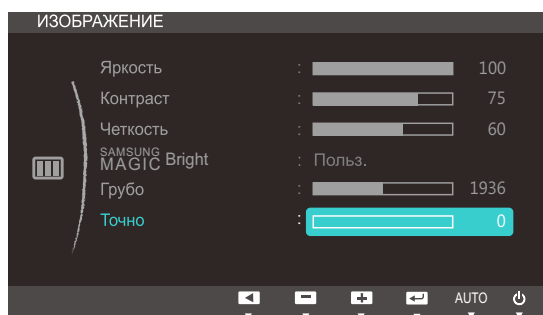 ИЗОБРАЖЕНИЕ
Яркость : 100
Контраст : 75
Четкость : 60
SAMSUNG MAGIC Bright : Польз.
Грубо : 1936
Точно : 0
AUTO